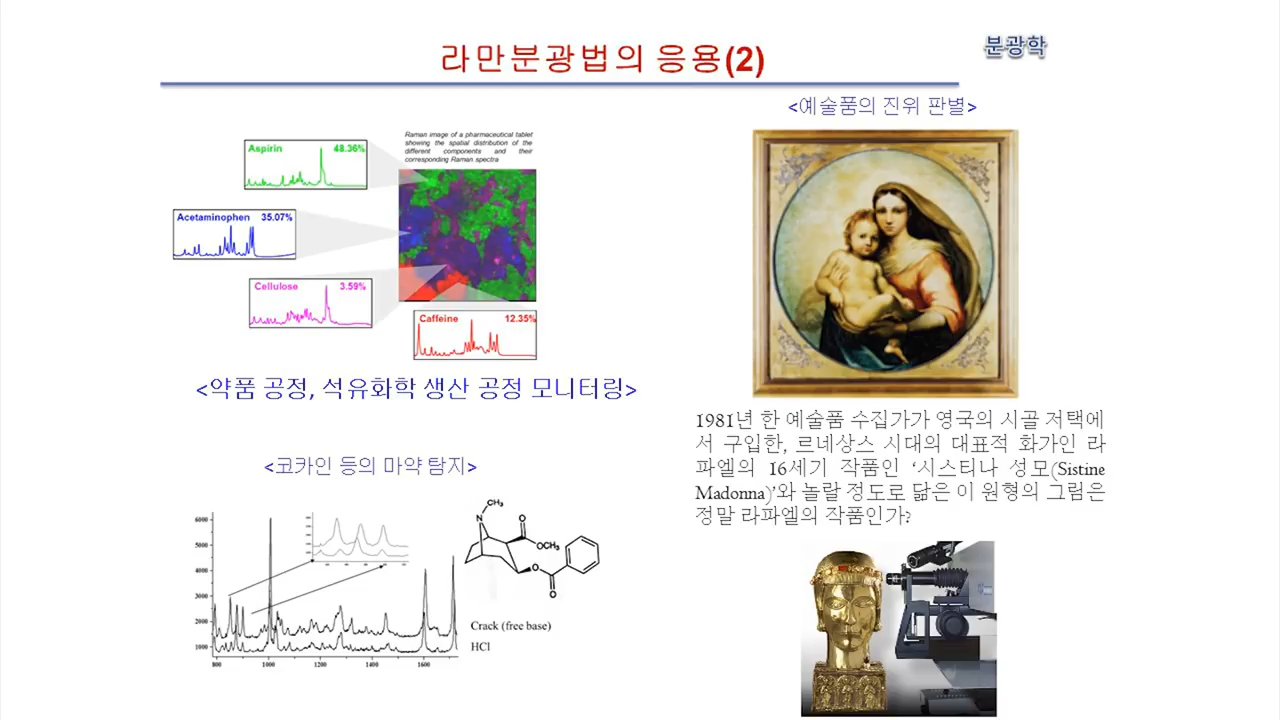 라만분광법의 응용(2)
분광학
<예술품의 진위 판별>
Raman image of a pharmaceutical tablet
showing the spatial distribution of the
different components and their
corresponding Raman spectra
Aspirin 48.36%
Acetaminophen 35.07%
Cellulose 3.59%
Caffeine 12.35%
<약품 공정, 석유화학 생산 공정 모니터링>
1981년 한 예술품 수집가가 영국의 시골 저택에
서 구입한, 르네상스 시대의 대표적 화가인 라
파엘의 16세기 작품인 ‘시스티나 성모(Sistine
Madonna)’와 놀랄 정도로 닮은 이 원형의 그림은
정말 라파엘의 작품인가?
<코카인 등의 마약 탐지>
6000
5000
4000
3000
2000
1000
800 1000 1200 1400 1600
CH₃
N
O
OCH₃
O
O
Crack (free base)
HCl